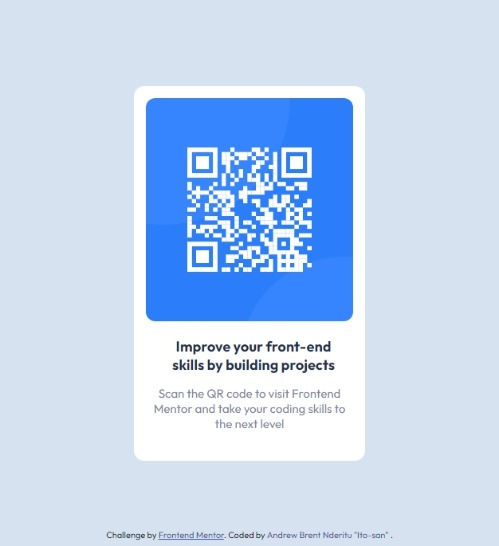 Improve your front-end
skills by building projects
Scan the QR code to visit Frontend
Mentor and take your coding skills to
the next level
Challenge by Frontend Mentor. Coded by Andrew Brent Nderitu "Ito-san" .